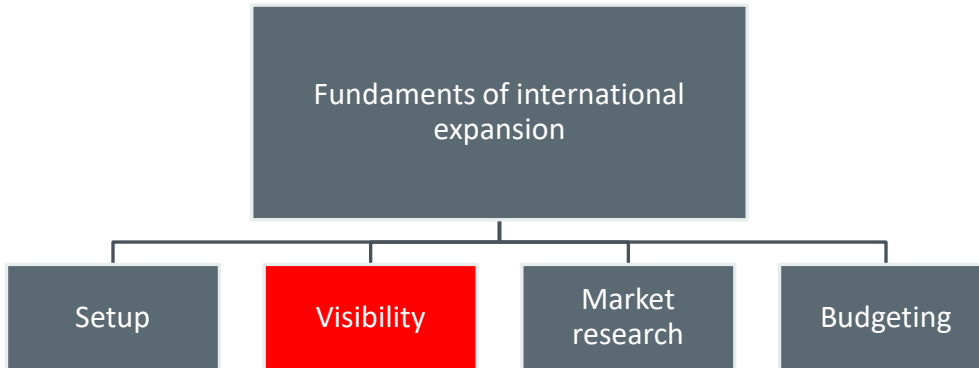 Fundaments of international
expansion
Setup
Visibility
Market
research
Budgeting